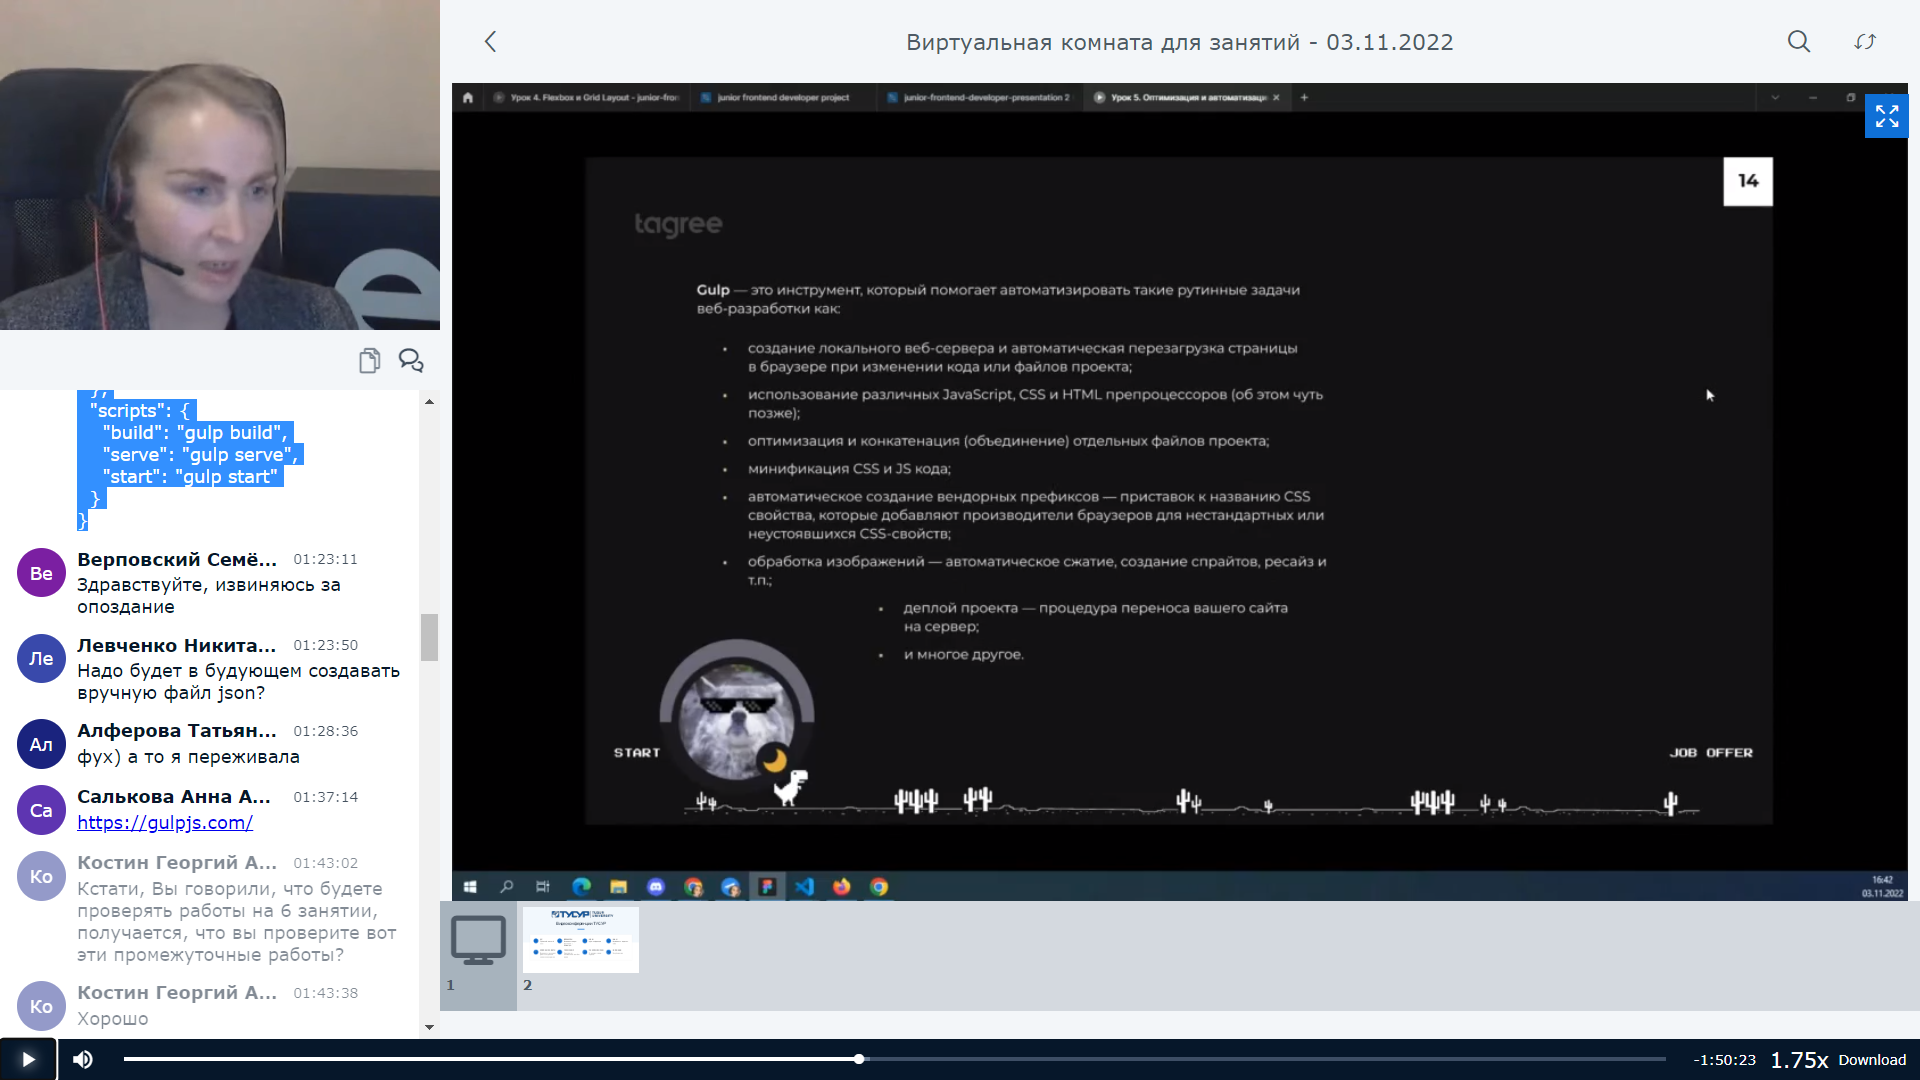 Виртуальная комната для занятий - 03.11.2022
Урок 4. Flexbox и Grid Layout - junior-fron
junior frontend developer project
junior-frontend-developer-presentation 2
Урок 5. Оптимизация и автоматизаци
14
tagree
Gulp — это инструмент, который помогает автоматизировать такие рутинные задачи
веб-разработки как:
• создание локального веб-сервера и автоматическая перезагрузка страницы
в браузере при изменении кода или файлов проекта;
• использование различных JavaScript, CSS и HTML препроцессоров (об этом чуть
позже);
• оптимизация и конкатенация (объединение) отдельных файлов проекта;
• минификация CSS и JS кода;
• автоматическое создание вендорных префиксов — приставок к названию CSS
свойства, которые добавляют производители браузеров для нестандартных или
неустоявшихся CSS-свойств;
• обработка изображений — автоматическое сжатие, создание спрайтов, ресайз и
т.п.;
• деплой проекта — процедура переноса вашего сайта
на сервер;
• и многое другое.
START
JOB OFFER
16:42
03.11.2022
},
"scripts": {
"build": "gulp build",
"serve": "gulp serve",
"start": "gulp start"
}
}
Ве
Верповский Семё... 01:23:11
Здравствуйте, извиняюсь за
опоздание
Ле
Левченко Никита... 01:23:50
Надо будет в будующем создавать
вручную файл json?
Ал
Алферова Татьян... 01:28:36
фух) а то я переживала
Са
Салькова Анна А... 01:37:14
https://gulpjs.com/
Ко
Костин Георгий А... 01:43:02
Кстати, Вы говорили, что будете
проверять работы на 6 занятии,
получается, что вы проверите вот
эти промежуточные работы?
Ко
Костин Георгий А... 01:43:38
Хорошо
ТУСУР
1
2
-1:50:23
1.75x
Download